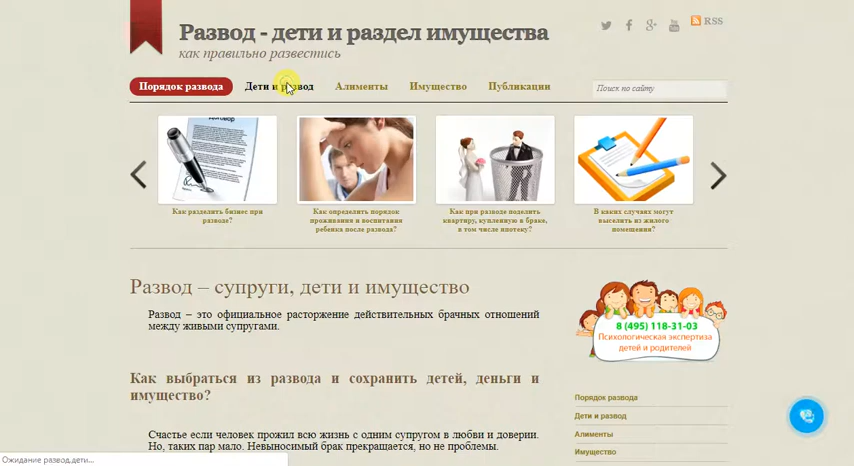 Развод - дети и раздел имущества
как правильно развестись
RSS
Порядок развода
Дети и развод
Алименты
Имущество
Публикации
Поиск по сайту
Как разделить бизнес при
развода?
Как определить порядок
проживания и воспитания
ребенка после развода?
Как при разводе поделить
квартиру, купленную в браке,
в том числе ипотеку?
В каких случаях могут
выселить из жилого
помещения?
Развод – супруги, дети и имущество
Развод – это официальное расторжение действительных брачных отношений
между живыми супругами.
8 (495) 118-31-03
Психологическая экспертиза
детей и родителей
Как выбраться из развода и сохранить детей, деньги и
имущество?
Счастье если человек прожил всю жизнь с одним супругом в любви и доверии.
Но, таких пар мало. Невыносимый брак прекращается, но не проблемы.
Порядок развода
Дети и развод
Алименты
Имущество
Ожидание развод.дети...